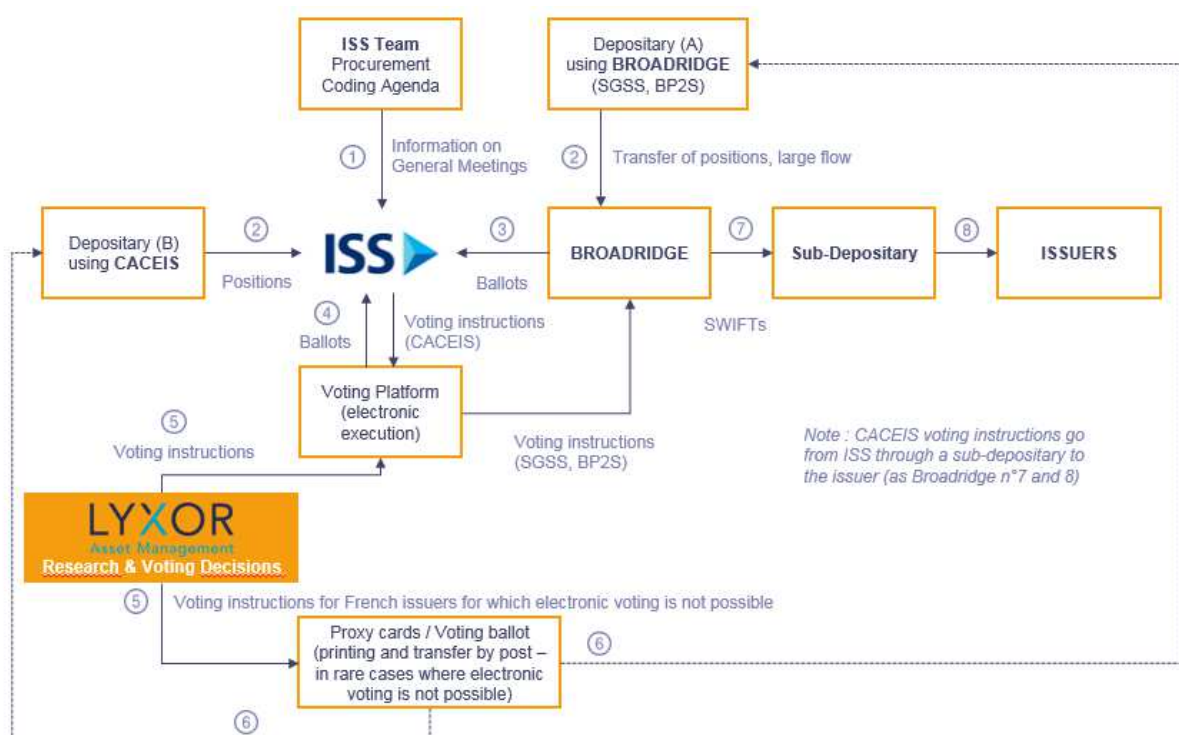 ISS Team
Procurement
Coding Agenda
Depositary (A)
using BROADRIDGE
(SGSS, BP2S)
1
Information on
General Meetings
2
Transfer of positions, large flow
Depositary (B)
using CACEIS
2
Positions
ISS
3
Ballots
BROADRIDGE
7
SWIFTs
Sub-Depositary
8
ISSUERS
4
Ballots
Voting instructions
(CACEIS)
Voting Platform
(electronic
execution)
Voting instructions
(SGSS, BP2S)
5
Voting instructions
Note : CACEIS voting instructions go
from ISS through a sub-depositary to
the issuer (as Broadridge n°7 and 8)
LYXOR
Asset Management
Research & Voting Decisions
5
Voting instructions for French issuers for which electronic voting is not possible
Proxy cards / Voting ballot
(printing and transfer by post –
in rare cases where electronic
voting is not possible)
6
6